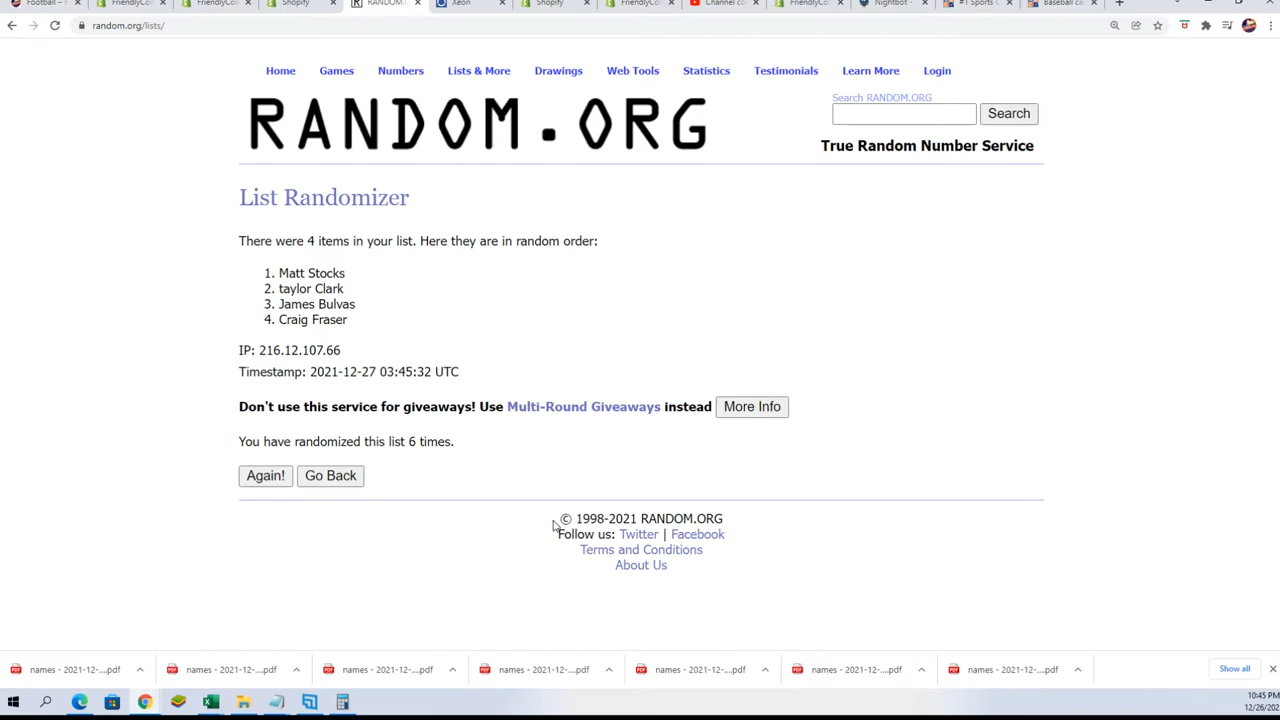 Football – 
FriendlyCo
FriendlyCo
Shopify
RANDOM.O
Xeon
Shopify
FriendlyCo
Channel co
FriendlyCo
Nightbot -
#1 Sports C
Baseball ca
random.org/lists/
Home Games Numbers Lists & More Drawings Web Tools Statistics Testimonials Learn More Login
RANDOM.ORG
Search RANDOM.ORG
Search
True Random Number Service
List Randomizer
There were 4 items in your list. Here they are in random order:
1. Matt Stocks
2. taylor Clark
3. James Bulvas
4. Craig Fraser
IP: 216.12.107.66
Timestamp: 2021-12-27 03:45:32 UTC
Don't use this service for giveaways! Use Multi-Round Giveaways instead More Info
You have randomized this list 6 times.
Again! Go Back
© 1998-2021 RANDOM.ORG
Follow us: Twitter | Facebook
Terms and Conditions
About Us
names - 2021-12-....pdf names - 2021-12-....pdf names - 2021-12-....pdf names - 2021-12-....pdf names - 2021-12-....pdf names - 2021-12-....pdf names - 2021-12-....pdf Show all
10:45 PM
12/26/202